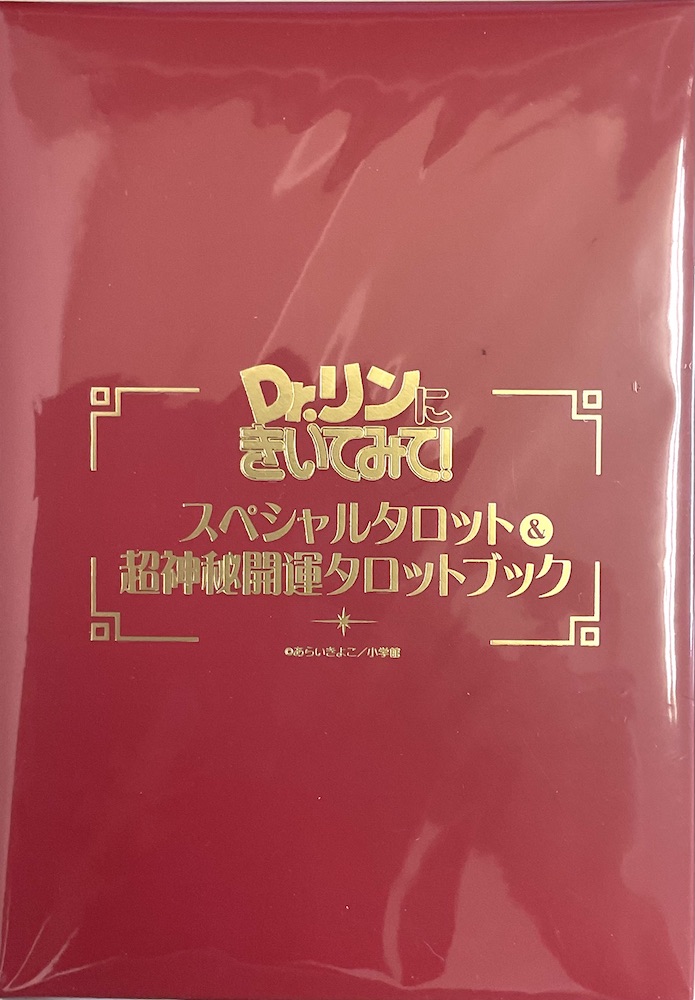 Dr.リンに
きいてみて!
スペシャルタロット&
超神秘開運タロットブック
©あらいきよこ/小学館